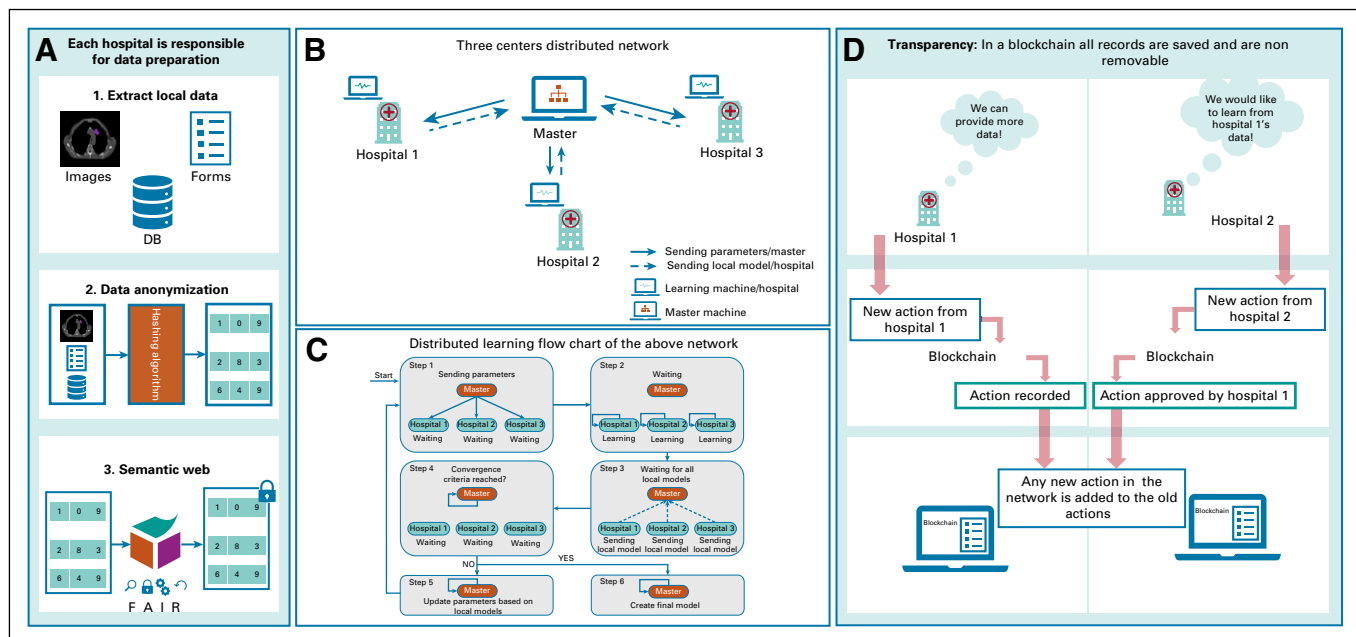 A
Each hospital is responsible
for data preparation
1. Extract local data
Images
Forms
DB
2. Data anonymization
Hashing algorithm
1 0 9
2 8 3
6 4 9
3. Semantic web
1 0 9
2 8 3
6 4 9
1 0 9
2 8 3
6 4 9
F A I R
B
Three centers distributed network
Hospital 1
Master
Hospital 3
Hospital 2
Sending parameters/master
Sending local model/hospital
Learning machine/hospital
Master machine
C
Distributed learning flow chart of the above network
Start
Step 1
Sending parameters
Master
Hospital 1 Hospital 2 Hospital 3
Waiting Waiting Waiting
Step 2
Waiting
Master
Hospital 1 Hospital 2 Hospital 3
Learning Learning Learning
Step 4
Convergence
criteria reached?
Master
Hospital 1 Hospital 2 Hospital 3
Waiting Waiting Waiting
Step 3
Waiting for all
local models
Master
Hospital 1 Hospital 2 Hospital 3
Sending Sending Sending
local model local model local model
NO
YES
Step 5
Master
Update parameters based on
local models
Step 6
Master
Create final model
D
Transparency: In a blockchain all records are saved and are non
removable
We can
provide more
data!
Hospital 1
We would like
to learn from
hospital 1's
data!
Hospital 2
New action from
hospital 1
New action from
hospital 2
Blockchain
Blockchain
Action recorded
Action approved by hospital 1
Any new action in the
network is added to the old
actions
Blockchain
Blockchain